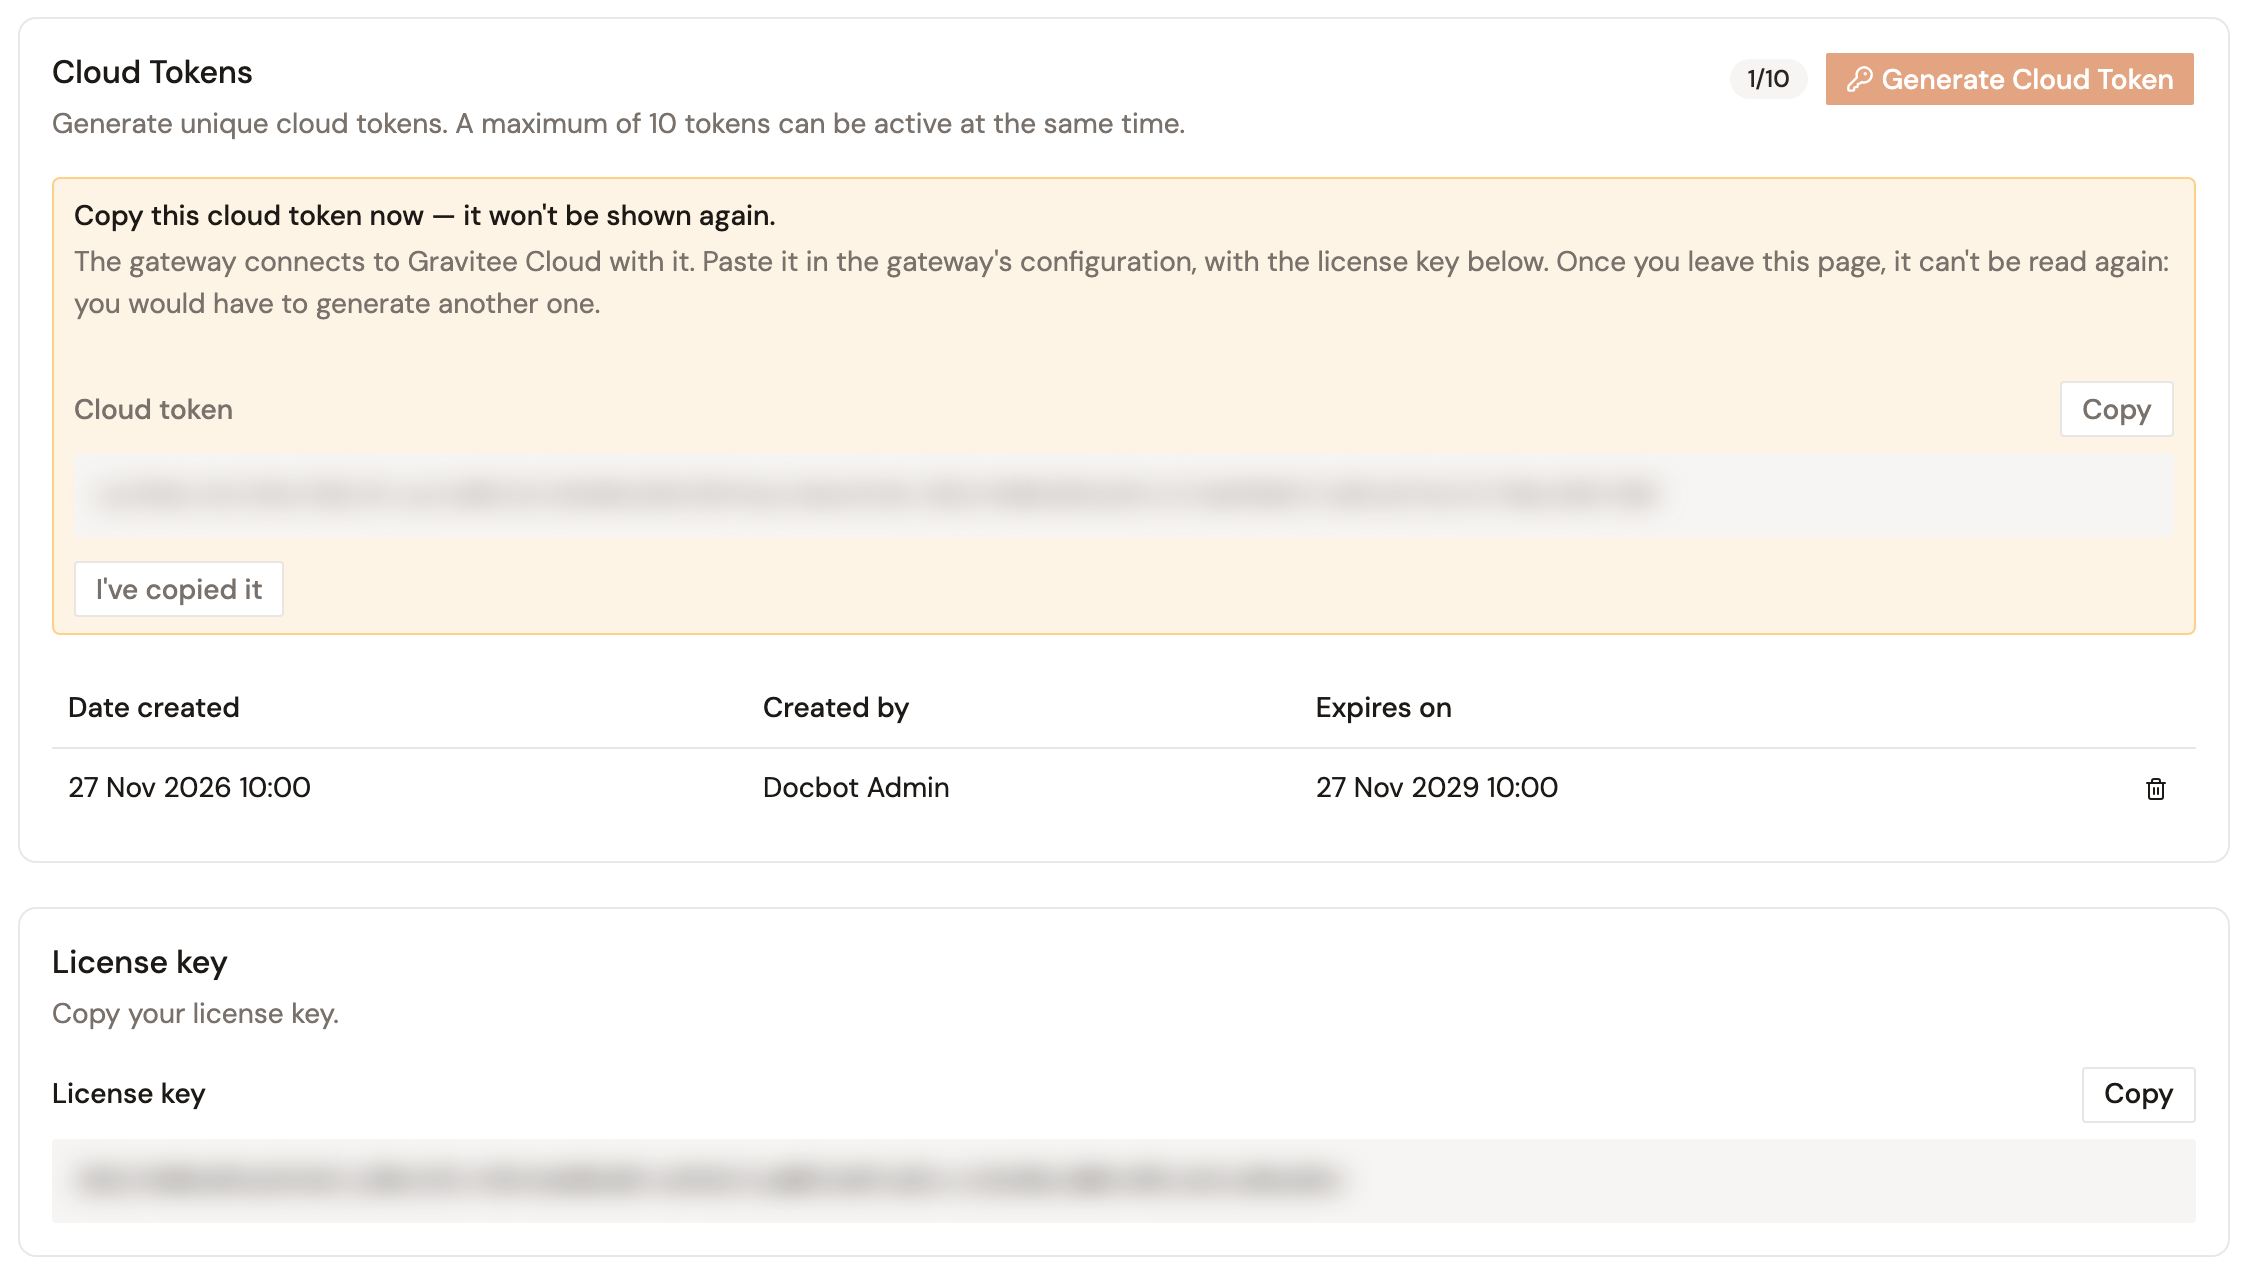 Cloud Tokens
1/10
Generate Cloud Token
Generate unique cloud tokens. A maximum of 10 tokens can be active at the same time.
Copy this cloud token now — it won't be shown again.
The gateway connects to Gravitee Cloud with it. Paste it in the gateway's configuration, with the license key below. Once you leave this page, it can't be read again:
you would have to generate another one.
Cloud token
Copy
I've copied it
Date created
Created by
Expires on
27 Nov 2026 10:00
Docbot Admin
27 Nov 2029 10:00
License key
Copy your license key.
License key
Copy